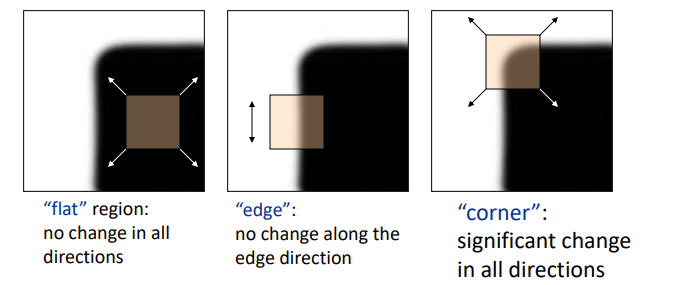 “flat” region:
no change in all
directions
“edge”:
no change along the
edge direction
“corner”:
significant change
in all directions